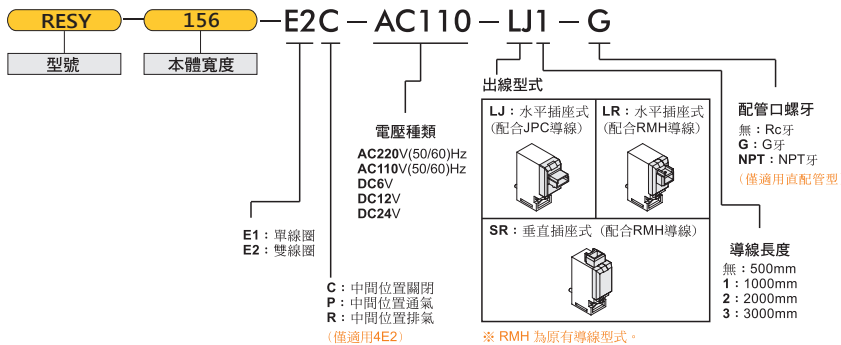 RESY — 156 — E2 C — AC110 — LJ1 — G
型號
本體寬度
E1：單線圈
E2：雙線圈
C：中間位置關閉
P：中間位置通氣
R：中間位置排氣
(僅適用4E2)
電壓種類
AC220V(50/60)Hz
AC110V(50/60)Hz
DC6V
DC12V
DC24V
出線型式
LJ：水平插座式
(配合JPC導線)
LR：水平插座式
(配合RMH導線)
SR：垂直插座式 (配合RMH導線)
※ RMH 為原有導線型式。
配管口螺牙
無：Rc牙
G：G牙
NPT：NPT牙
(僅適用直配管型
導線長度
無：500mm
1：1000mm
2：2000mm
3：3000mm